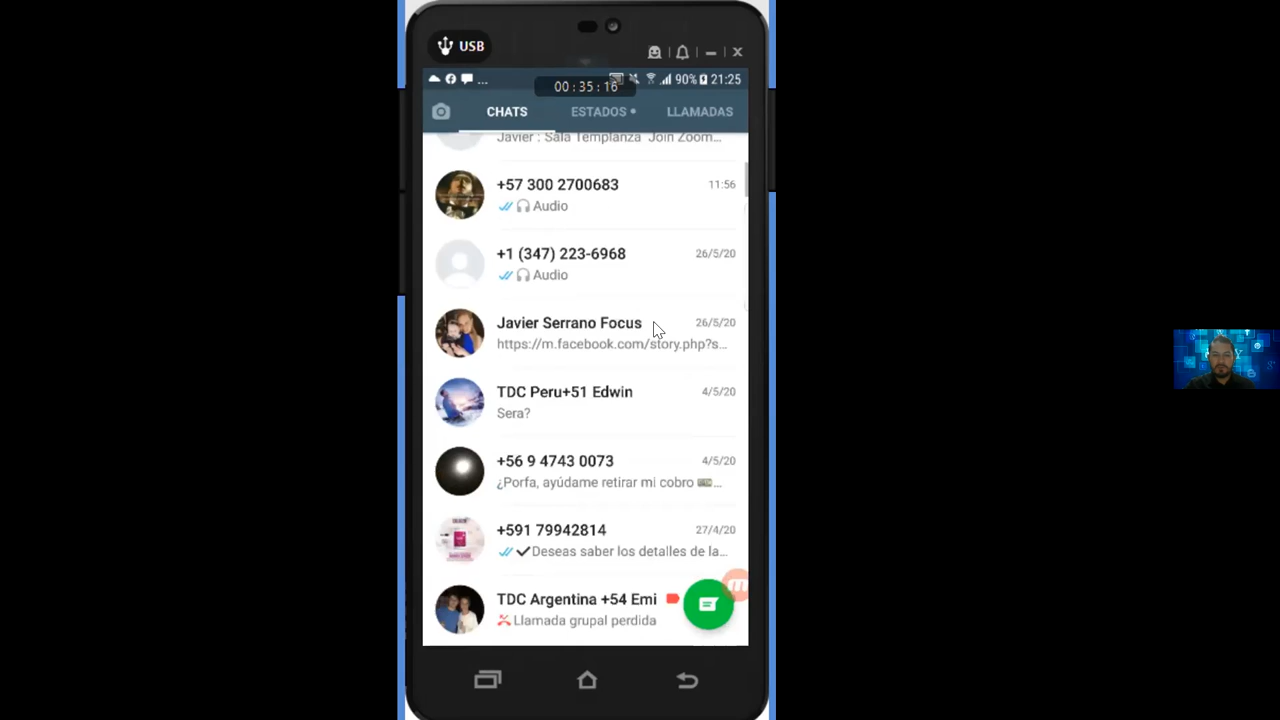 USB
... 90% 21:25
00:35:16
CHATS ESTADOS LLAMADAS
Javier : Sala Templanza Join Zoom...
+57 300 2700683 11:56
Audio
+1 (347) 223-6968 26/5/20
Audio
Javier Serrano Focus 26/5/20
https://m.facebook.com/story.php?s...
TDC Peru+51 Edwin 4/5/20
Sera?
+56 9 4743 0073 4/5/20
¿Porfa, ayúdame retirar mi cobro ...
+591 79942814 27/4/20
Deseas saber los detalles de la...
TDC Argentina +54 Emi
Llamada grupal perdida